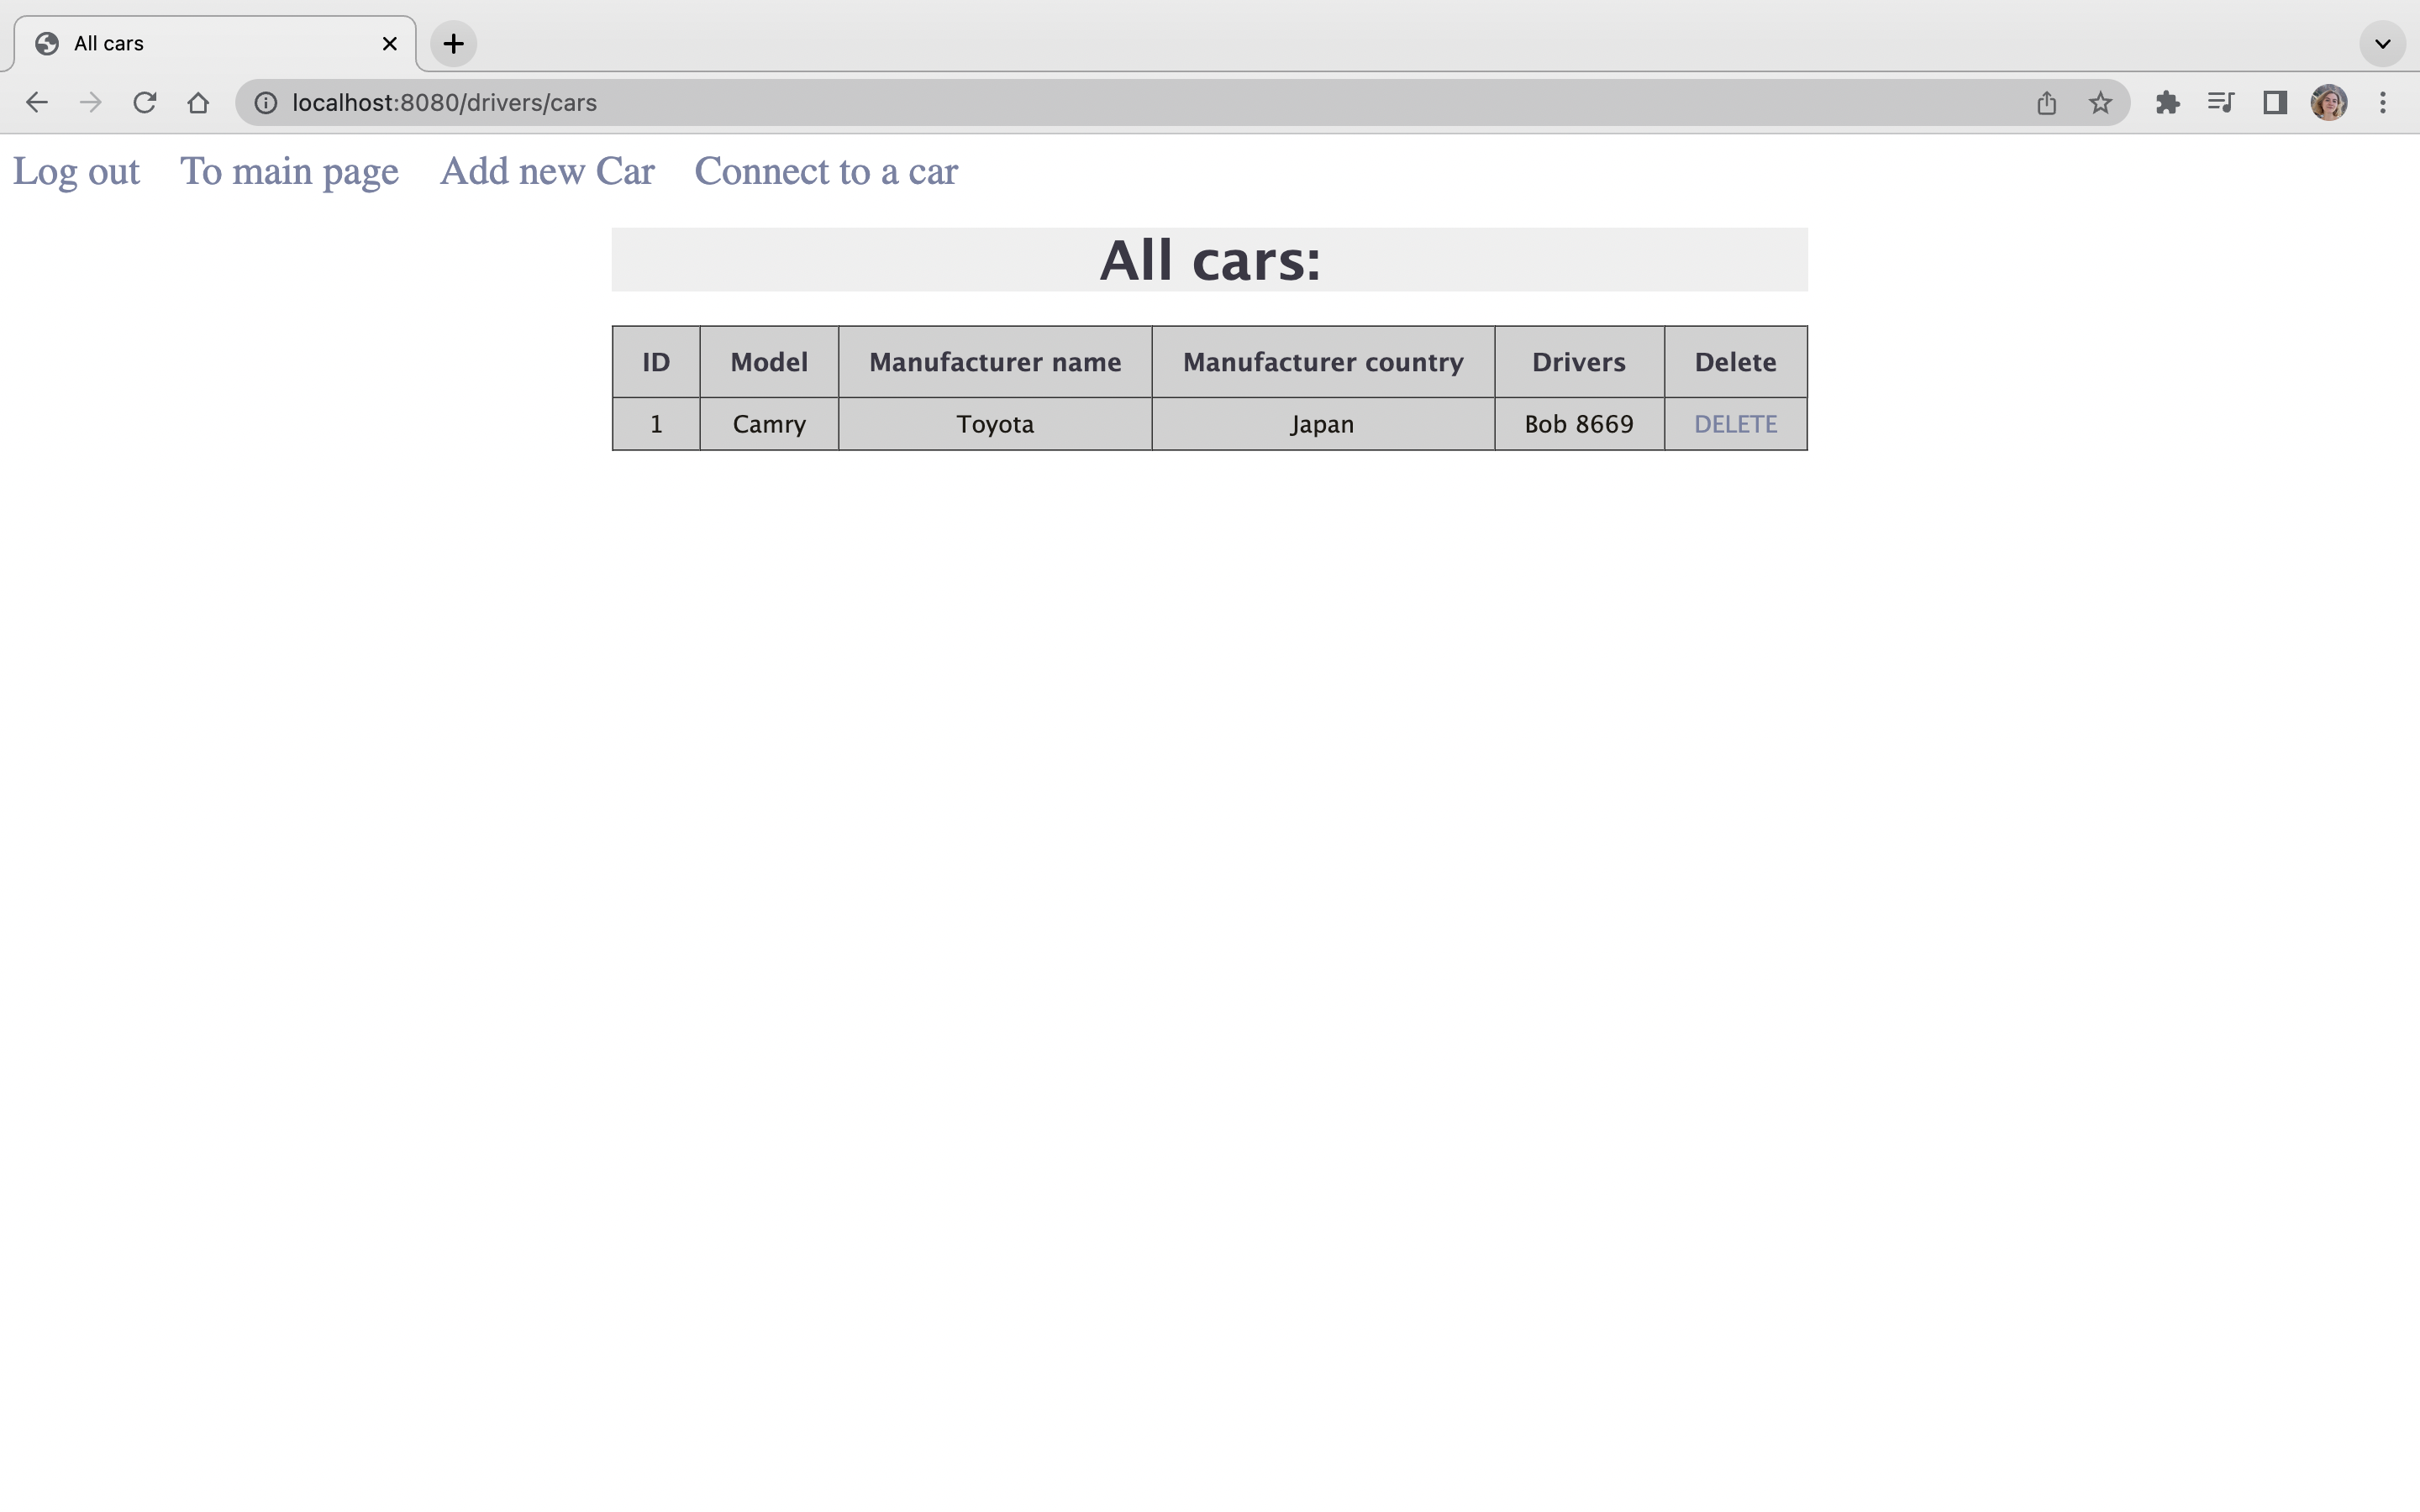 All cars
localhost:8080/drivers/cars
Log out To main page Add new Car Connect to a car
All cars:
ID Model Manufacturer name Manufacturer country Drivers Delete
1 Camry Toyota Japan Bob 8669 DELETE